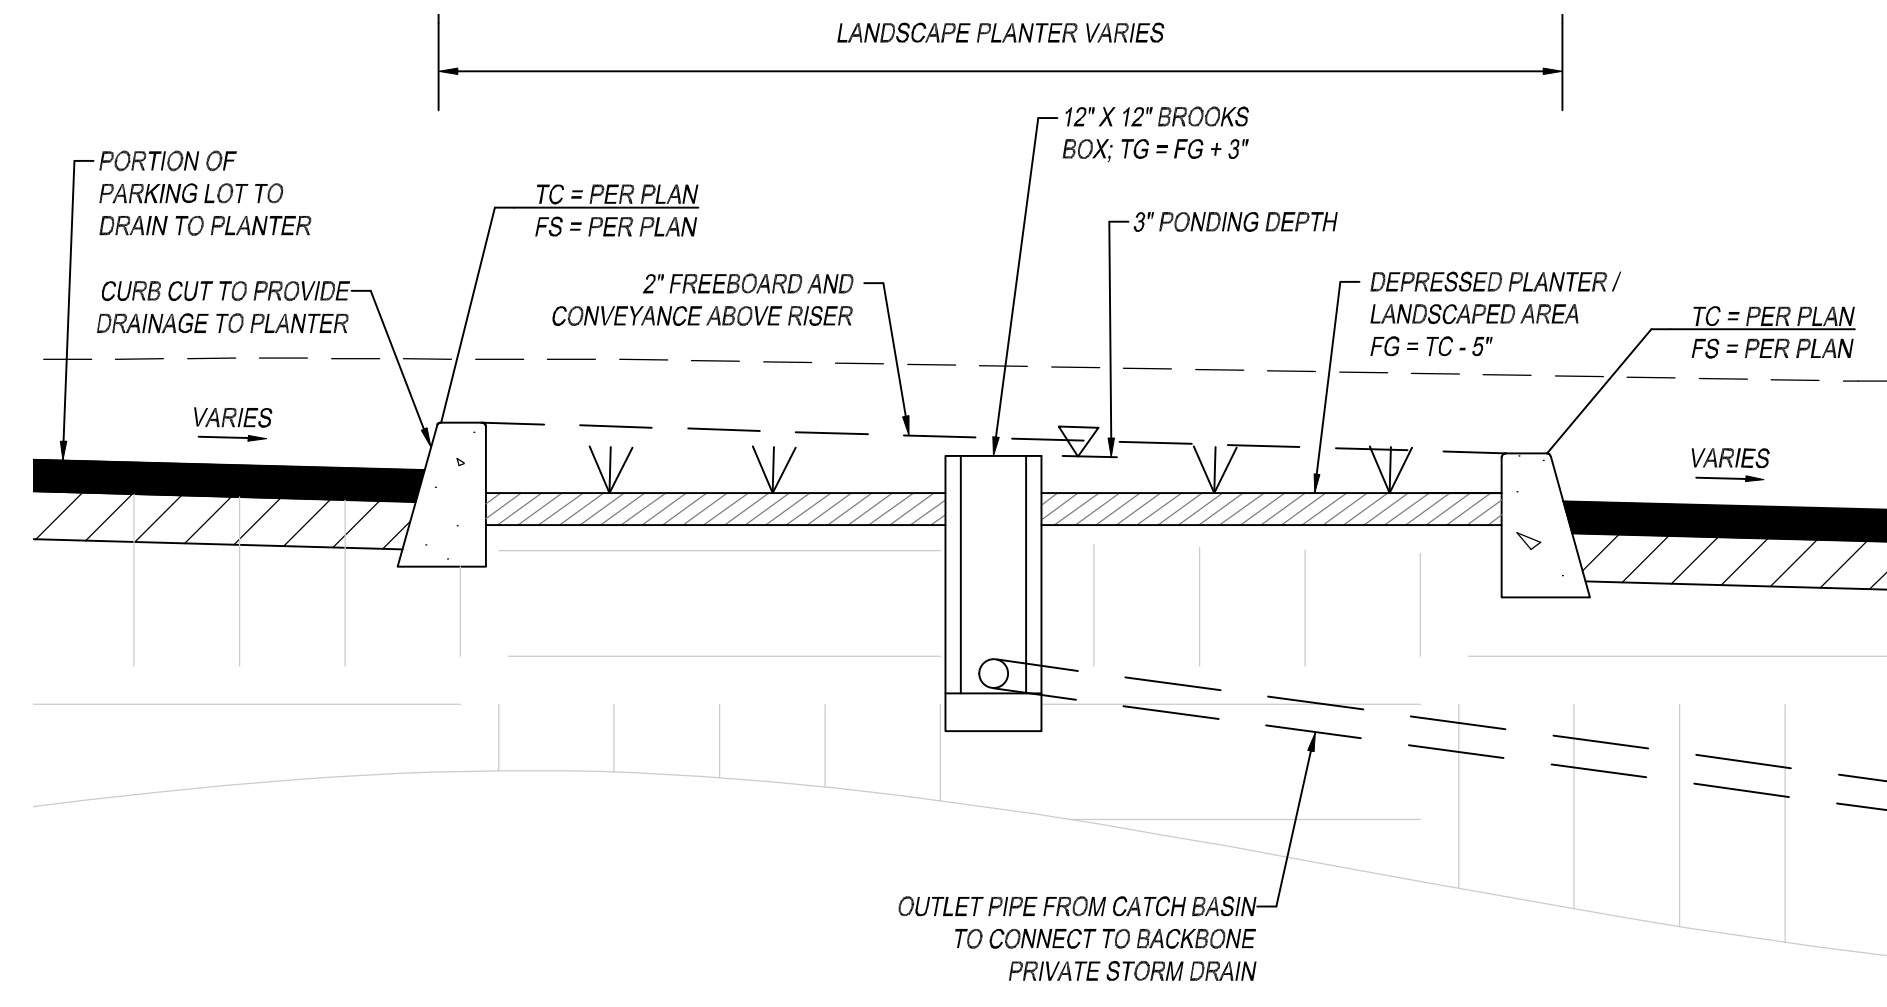 LANDSCAPE PLANTER VARIES
12" X 12" BROOKS
BOX; TG = FG + 3"
PORTION OF
PARKING LOT TO
DRAIN TO PLANTER
TC = PER PLAN
FS = PER PLAN
3" PONDING DEPTH
CURB CUT TO PROVIDE
DRAINAGE TO PLANTER
2" FREEBOARD AND
CONVEYANCE ABOVE RISER
DEPRESSED PLANTER /
LANDSCAPED AREA
FG = TC - 5"
TC = PER PLAN
FS = PER PLAN
VARIES
VARIES
OUTLET PIPE FROM CATCH BASIN
TO CONNECT TO BACKBONE
PRIVATE STORM DRAIN